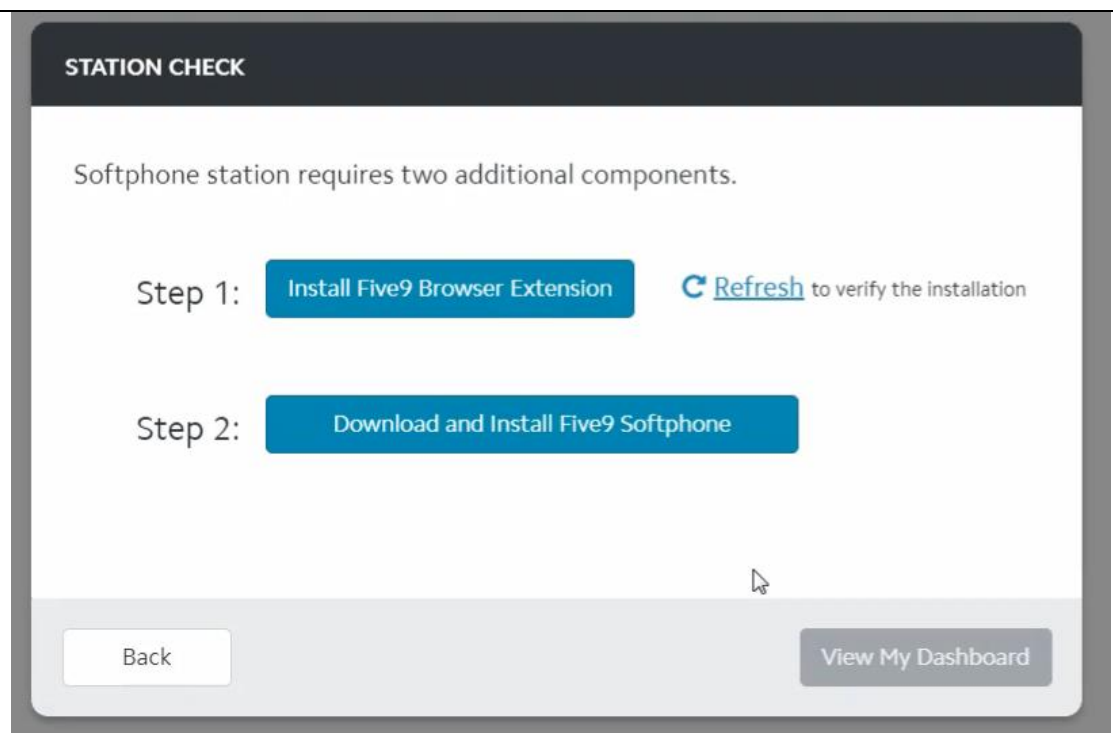 STATION CHECK
Softphone station requires two additional components.
Step 1: Install Five9 Browser Extension Refresh to verify the installation
Step 2: Download and Install Five9 Softphone
Back View My Dashboard